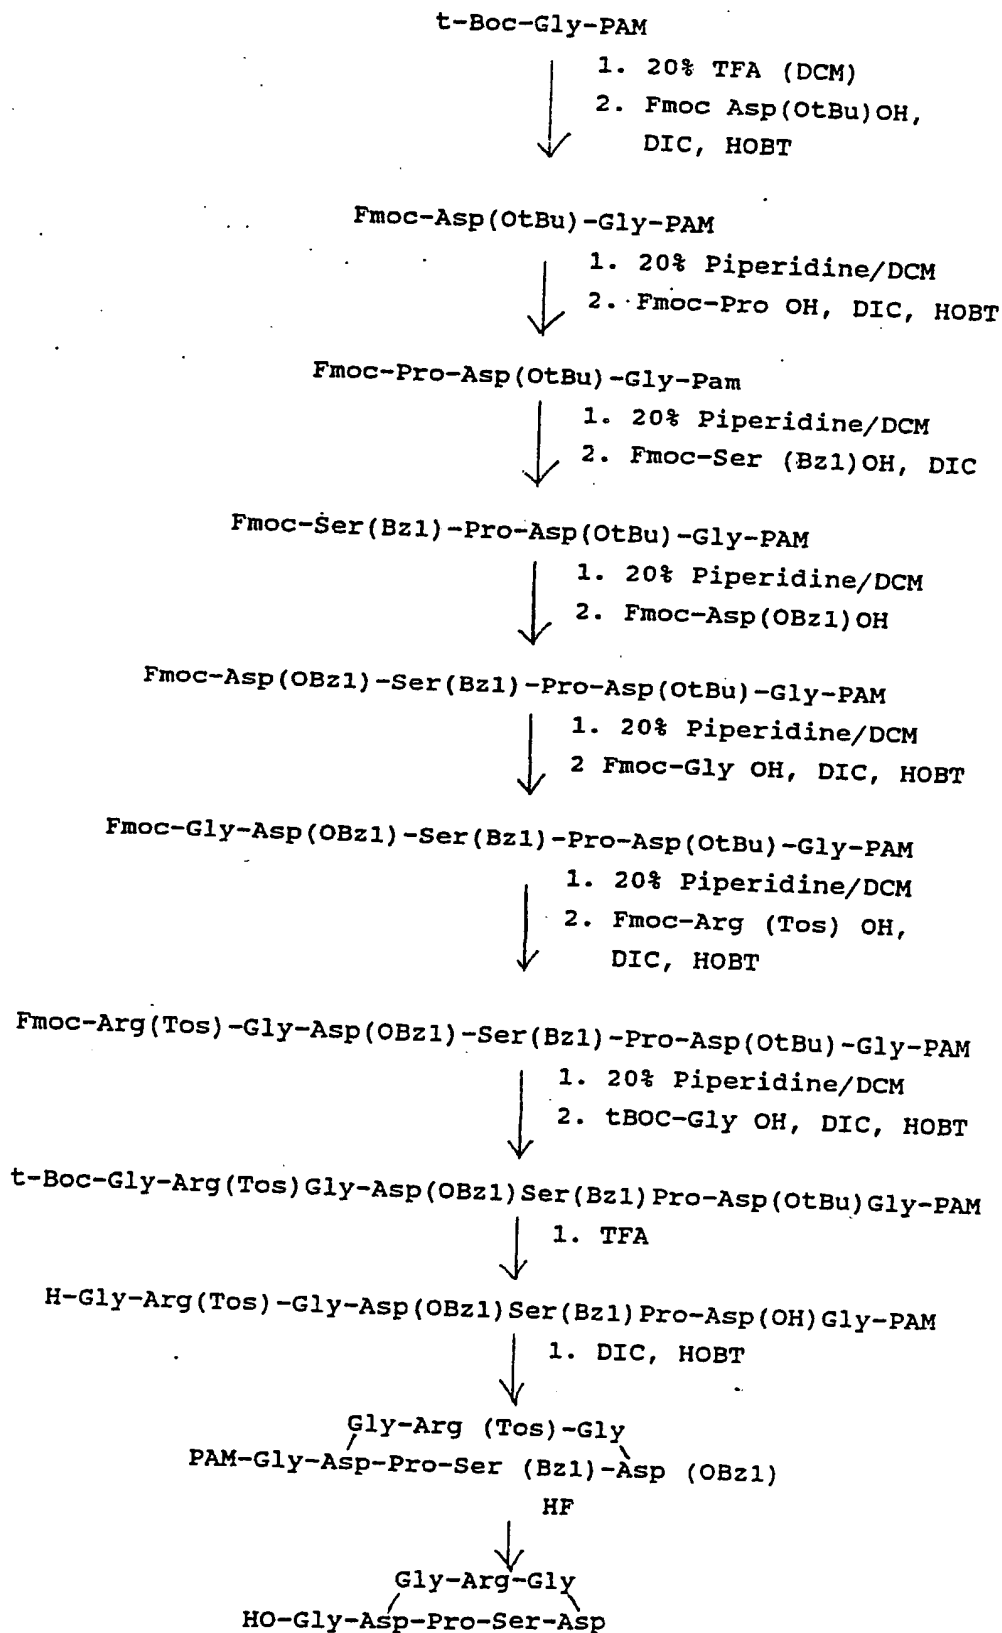 t-Boc-Gly-PAM
1. 20% TFA (DCM)
2. Fmoc Asp(OtBu)OH,
DIC, HOBT
Fmoc-Asp(OtBu)-Gly-PAM
1. 20% Piperidine/DCM
2. Fmoc-Pro OH, DIC, HOBT
Fmoc-Pro-Asp(OtBu)-Gly-Pam
1. 20% Piperidine/DCM
2. Fmoc-Ser (Bzl)OH, DIC
Fmoc-Ser(Bzl)-Pro-Asp(OtBu)-Gly-PAM
1. 20% Piperidine/DCM
2. Fmoc-Asp(OBzl)OH
Fmoc-Asp(OBzl)-Ser(Bzl)-Pro-Asp(OtBu)-Gly-PAM
1. 20% Piperidine/DCM
2 Fmoc-Gly OH, DIC, HOBT
Fmoc-Gly-Asp(OBzl)-Ser(Bzl)-Pro-Asp(OtBu)-Gly-PAM
1. 20% Piperidine/DCM
2. Fmoc-Arg (Tos) OH,
DIC, HOBT
Fmoc-Arg(Tos)-Gly-Asp(OBzl)-Ser(Bzl)-Pro-Asp(OtBu)-Gly-PAM
1. 20% Piperidine/DCM
2. tBOC-Gly OH, DIC, HOBT
t-Boc-Gly-Arg(Tos)Gly-Asp(OBzl)Ser(Bzl)Pro-Asp(OtBu)Gly-PAM
1. TFA
H-Gly-Arg(Tos)-Gly-Asp(OBzl)Ser(Bzl)Pro-Asp(OH)Gly-PAM
1. DIC, HOBT
Gly-Arg (Tos)-Gly
PAM-Gly-Asp-Pro-Ser (Bzl)-Asp (OBzl)
HF
Gly-Arg-Gly
HO-Gly-Asp-Pro-Ser-Asp